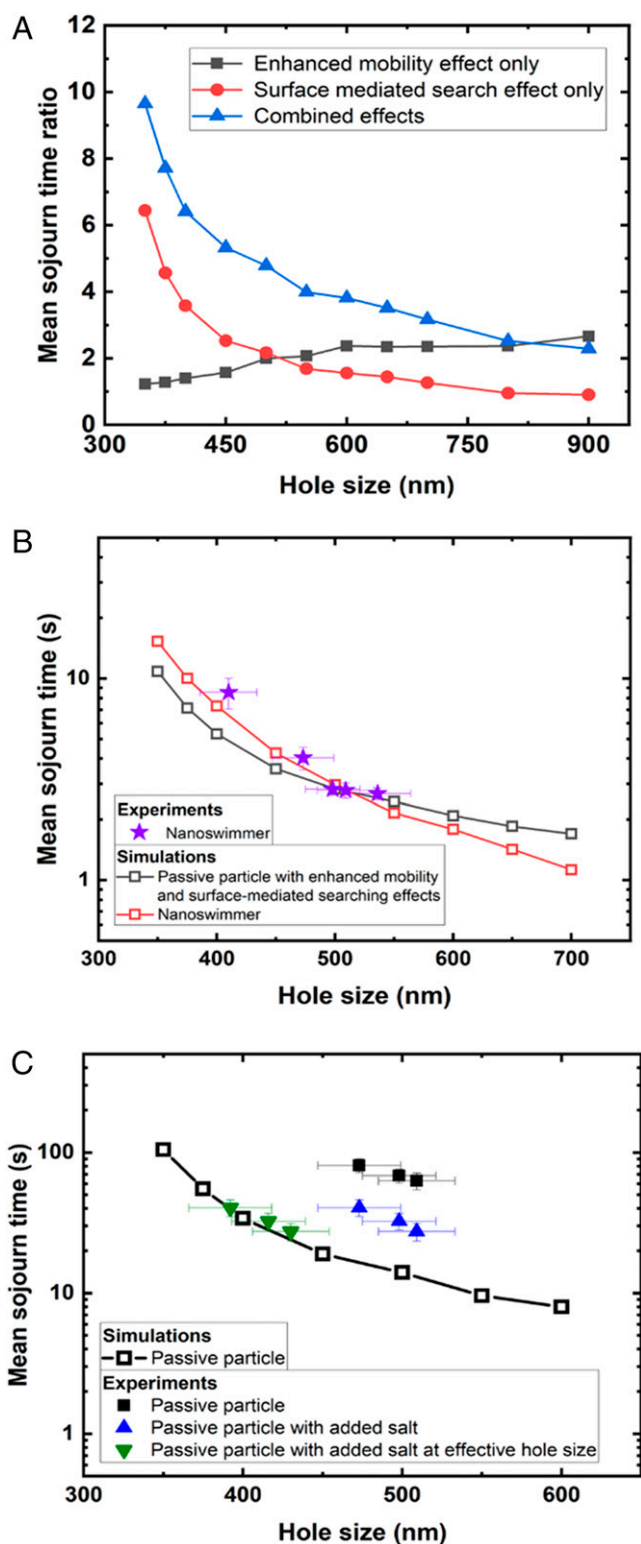 A
12
10
8
6
4
2
0
Mean sojourn time ratio
Enhanced mobility effect only
Surface mediated search effect only
Combined effects
300 450 600 750 900
Hole size (nm)
B
10
1
Mean sojourn time (s)
Experiments
Nanoswimmer
Simulations
Passive particle with enhanced mobility
and surface-mediated searching effects
Nanoswimmer
300 400 500 600 700
Hole size (nm)
C
100
10
1
Mean sojourn time (s)
Simulations
Passive particle
Experiments
Passive particle
Passive particle with added salt
Passive particle with added salt at effective hole size
300 400 500 600
Hole size (nm)